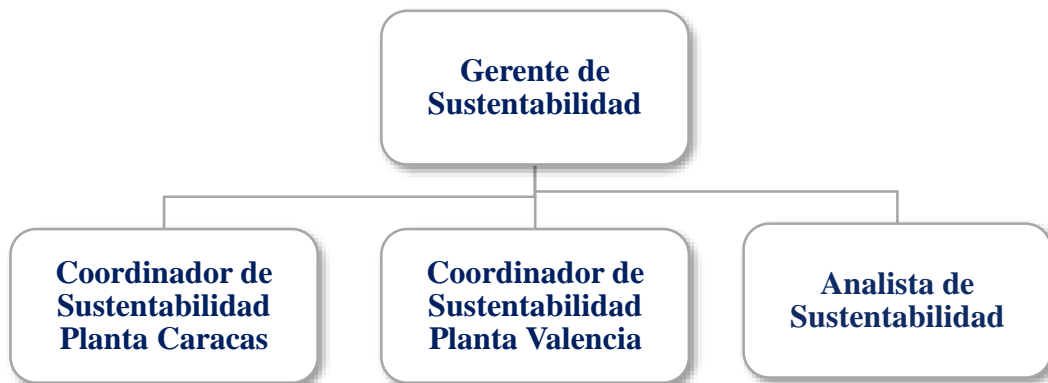 Gerente de
Sustentabilidad
Coordinador de
Sustentabilidad
Planta Caracas
Coordinador de
Sustentabilidad
Planta Valencia
Analista de
Sustentabilidad